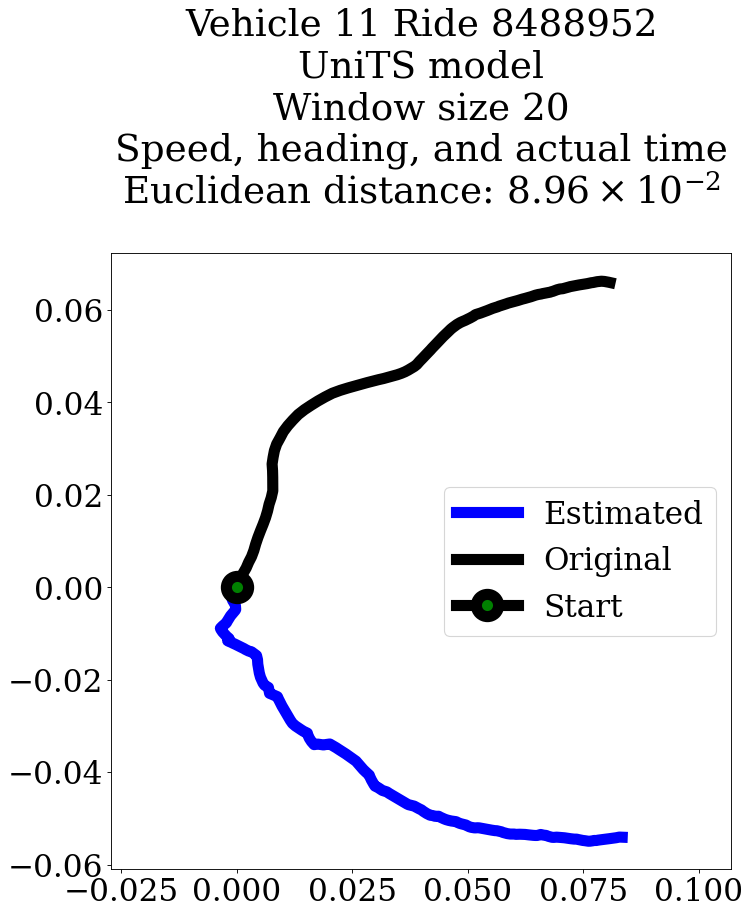 Vehicle 11 Ride 8488952
UniTS model
Window size 20
Speed, heading, and actual time
Euclidean distance: 8.96 × 10⁻²
0.06
0.04
0.02
0.00
−0.02
−0.04
−0.06
Estimated
Original
Start
−0.025 0.000 0.025 0.050 0.075 0.100